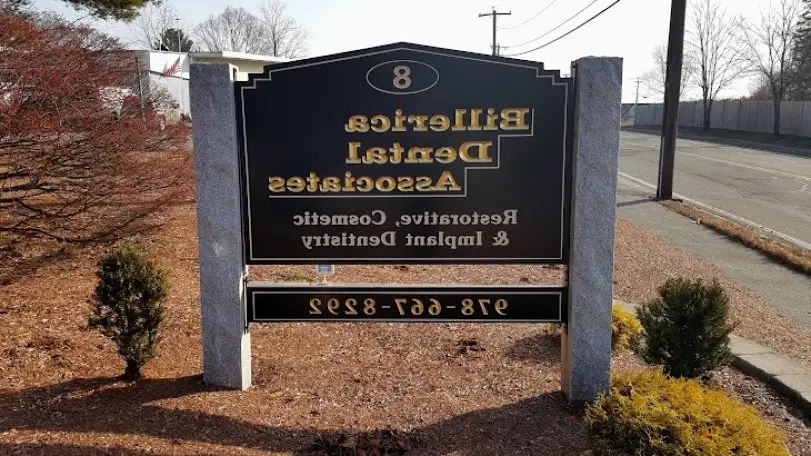 8
Billerica
Dental
Associates
Restorative, Cosmetic
& Implant Dentistry
978-667-8292